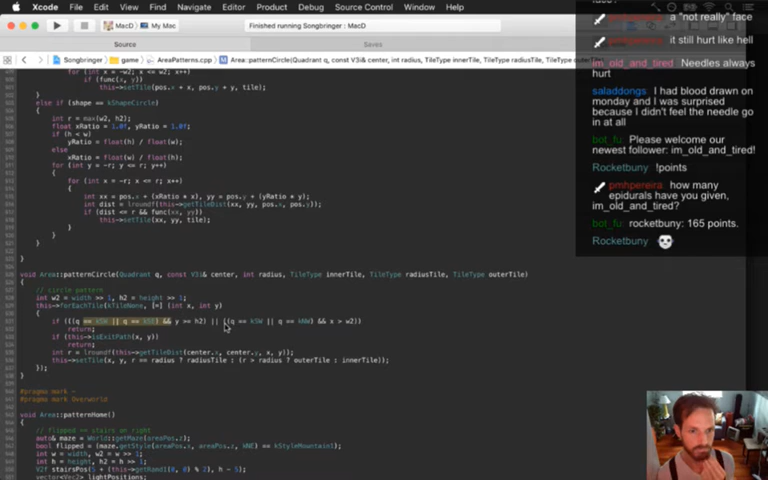 Xcode File Edit View Find Navigate Editor Product Debug Source Control Window Help
MacD My Mac
Finished running Songbringer : MacD
Source
Saves
Songbringer game AreaPatterns.cpp Area::patternCircle(Quadrant q, const V3i& center, int radius, TileType innerTile, TileType radiusTile, TileType
for (int x = -w2; x <= w2; x++)
if (func(x, y))
this->setTile(pos.x + x, pos.y + y, tile);
}
else if (shape == kShapeCircle)
{
int r = max(w2, h2);
float xRatio = 1.0f, yRatio = 1.0f;
if (h < w)
yRatio = float(h) / float(w);
else
xRatio = float(w) / float(h);
for (int y = -r; y <= r; y++)
{
for (int x = -r; x <= r; x++)
{
int xx = pos.x + (xRatio * x), yy = pos.y + (yRatio * y);
int dist = lroundf(this->getTileDist(xx, yy, pos.x, pos.y));
if (dist <= r && func(xx, yy))
this->setTile(xx, yy, tile);
}
}
}
}
void Area::patternCircle(Quadrant q, const V3i& center, int radius, TileType innerTile, TileType radiusTile, TileType outerTile)
{
// circle pattern
int w2 = width >> 1, h2 = height >> 1;
this->forEachTile(kTileNone, [=] (int x, int y)
{
if (((q == kSW || q == kSE) && y >= h2) || ((q == kSW || q == kNW) && x > w2))
return;
if (this->isExitPath(x, y))
return;
int r = lroundf(this->getTileDist(center.x, center.y, x, y));
this->setTile(x, y, r == radius ? radiusTile : (r > radius ? outerTile : innerTile));
});
}
#pragma mark -
#pragma mark Overworld
void Area::patternHome()
{
// flipped == stairs on right
auto& maze = World::getMaze(areaPos.z);
bool flipped = (maze.getStyle(areaPos.x, areaPos.y, kNE) == kStyleMountain1);
int w = width, w2 = w >> 1;
int h = height, h2 = h >> 1;
V2f stairsPos(5 + (this->getRandI(0, 8) % 2), h - 5);
vector<Vec2> lightPositions;
a "not really" face
it still hurt like hell
im_old_and_tired Needles always hurt
saladdongs I had blood drawn on
monday and I was surprised
because I didn't feel the needle go
in at all
bot_fu: Please welcome our
newest follower: im_old_and_tired!
Rocketbuny !points
pmhpereira how many
epidurals have you given,
im_old_and_tired?
bot_fu: rocketbuny: 165 points.
Rocketbuny